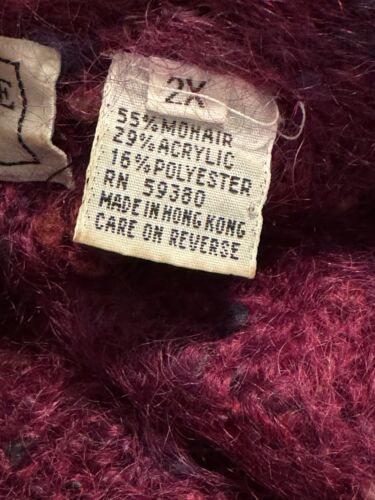 E
2X
55% MOHAIR
29% ACRYLIC
16% POLYESTER
RN 59380
MADE IN HONG KONG
CARE ON REVERSE